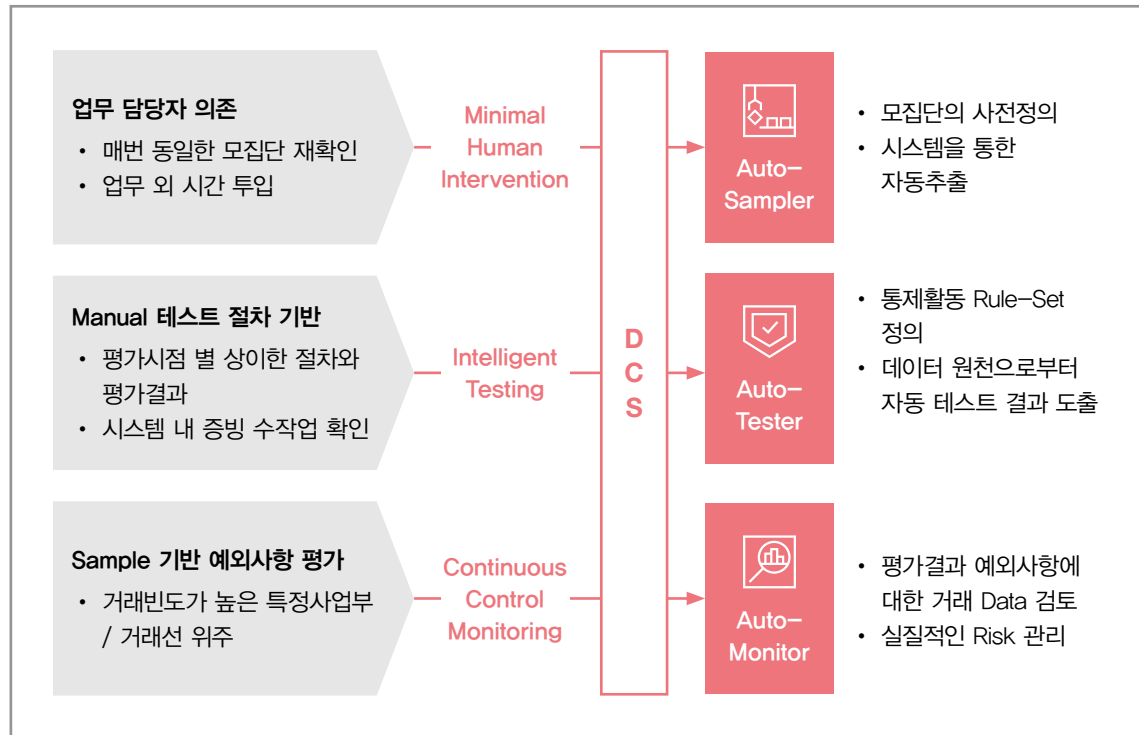 업무 담당자 의존
• 매번 동일한 모집단 재확인
• 업무 외 시간 투입
Minimal
Human
Intervention
Auto–
Sampler
• 모집단의 사전정의
• 시스템을 통한
자동추출
Manual 테스트 절차 기반
• 평가시점 별 상이한 절차와
평가결과
• 시스템 내 증빙 수작업 확인
Intelligent
Testing
D
C
S
Auto–
Tester
• 통제활동 Rule–Set
정의
• 데이터 원천으로부터
자동 테스트 결과 도출
Sample 기반 예외사항 평가
• 거래빈도가 높은 특정사업부
/ 거래선 위주
Continuous
Control
Monitoring
Auto–
Monitor
• 평가결과 예외사항에
대한 거래 Data 검토
• 실질적인 Risk 관리